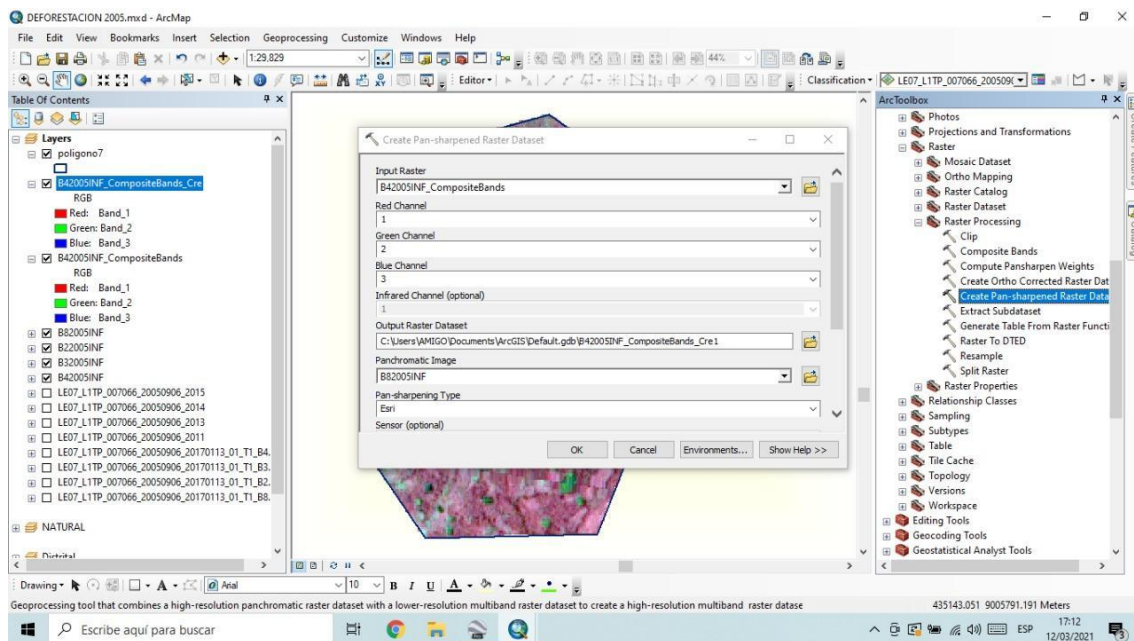 DEFORESTACION 2005.mxd - ArcMap
File Edit View Bookmarks Insert Selection Geoprocessing Customize Windows Help
1:29,829
44%
Editor
Classification
LE07_L1TP_007066_200509(
Table Of Contents
Layers
poligono7
B42005INF_CompositeBands_Cre
RGB
Red: Band_1
Green: Band_2
Blue: Band_3
B42005INF_CompositeBands
RGB
Red: Band_1
Green: Band_2
Blue: Band_3
B82005INF
B22005INF
B32005INF
B42005INF
LE07_L1TP_007066_20050906_2015
LE07_L1TP_007066_20050906_2014
LE07_L1TP_007066_20050906_2013
LE07_L1TP_007066_20050906_2011
LE07_L1TP_007066_20050906_20170113_01_T1_B4.
LE07_L1TP_007066_20050906_20170113_01_T1_B3.
LE07_L1TP_007066_20050906_20170113_01_T1_B2.
LE07_L1TP_007066_20050906_20170113_01_T1_B8.
NATURAL
Distrital
Create Pan-sharpened Raster Dataset
Input Raster
B42005INF_CompositeBands
Red Channel
1
Green Channel
2
Blue Channel
3
Infrared Channel (optional)
1
Output Raster Dataset
C:\Users\AMIGO\Documents\ArcGIS\Default.gdb\B42005INF_CompositeBands_Cre1
Panchromatic Image
B82005INF
Pan-sharpening Type
Esri
Sensor (optional)
OK Cancel Environments... Show Help >>
ArcToolbox
Photos
Projections and Transformations
Raster
Mosaic Dataset
Ortho Mapping
Raster Catalog
Raster Dataset
Raster Processing
Clip
Composite Bands
Compute Pansharpen Weights
Create Ortho Corrected Raster Dat
Create Pan-sharpened Raster Data
Extract Subdataset
Generate Table From Raster Functi
Raster To DTED
Resample
Split Raster
Raster Properties
Relationship Classes
Sampling
Subtypes
Table
Tile Cache
Topology
Versions
Workspace
Editing Tools
Geocoding Tools
Geostatistical Analyst Tools
Drawing Arial 10 B I U A
Geoprocessing tool that combines a high-resolution panchromatic raster dataset with a lower-resolution multiband raster dataset to create a high-resolution multiband raster datase
435143.051 9005791.191 Meters
Escribe aquí para buscar
ESP
17:12
12/03/2021